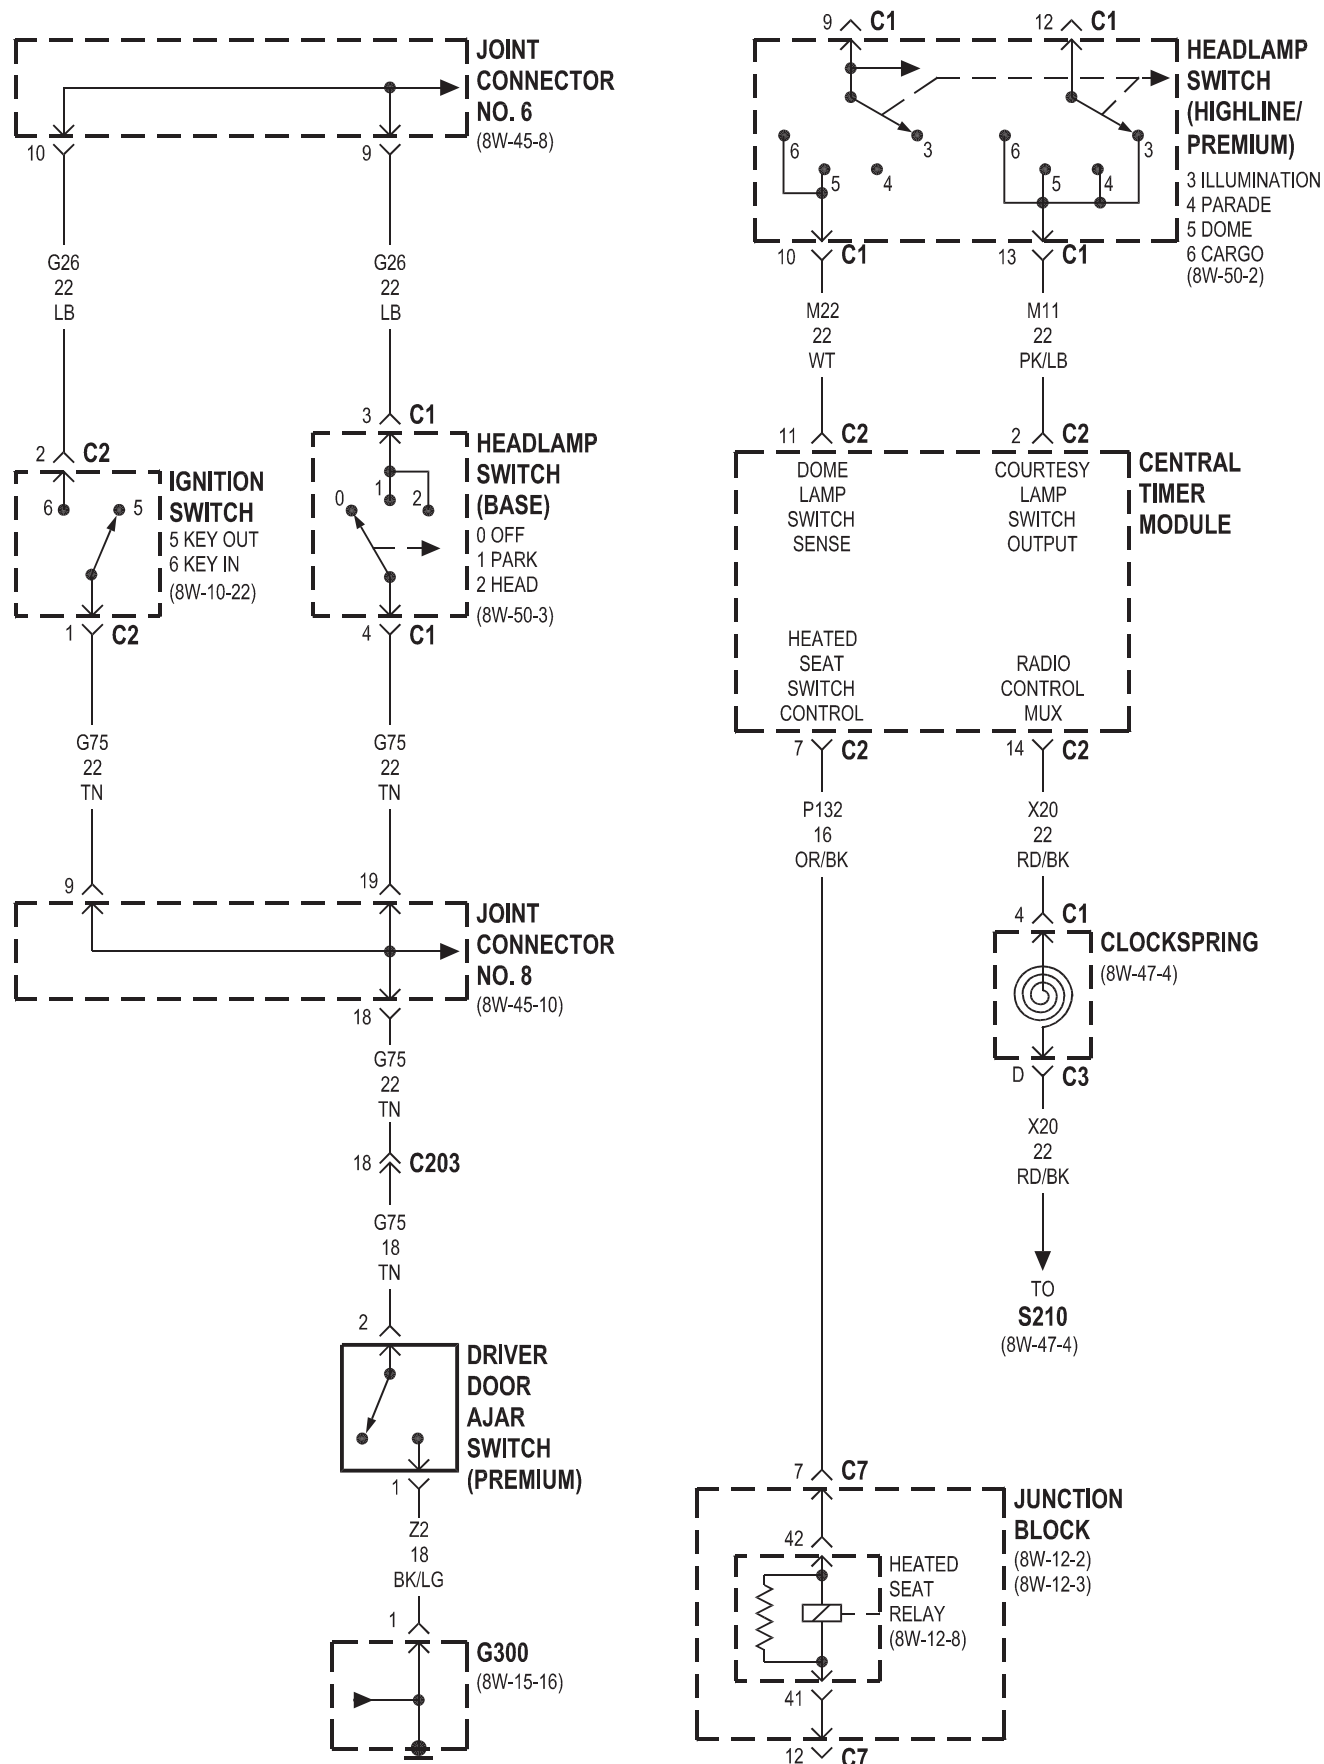 JOINT
CONNECTOR
NO. 6
(8W-45-8)
10
9
G26
22
LB
G26
22
LB
2
C2
IGNITION
SWITCH
5 KEY OUT
6 KEY IN
(8W-10-22)
6
5
1
C2
3
C1
HEADLAMP
SWITCH
(BASE)
0 OFF
1 PARK
2 HEAD
(8W-50-3)
0
1
2
4
C1
G75
22
TN
G75
22
TN
9
19
JOINT
CONNECTOR
NO. 8
(8W-45-10)
18
G75
22
TN
18
C203
G75
18
TN
2
DRIVER
DOOR
AJAR
SWITCH
(PREMIUM)
1
Z2
18
BK/LG
1
G300
(8W-15-16)
9
C1
12
C1
HEADLAMP
SWITCH
(HIGHLINE/
PREMIUM)
3 ILLUMINATION
4 PARADE
5 DOME
6 CARGO
(8W-50-2)
6
5
4
3
6
5
4
3
10
C1
13
C1
M22
22
WT
M11
22
PK/LB
11
C2
2
C2
CENTRAL
TIMER
MODULE
DOME
LAMP
SWITCH
SENSE
COURTESY
LAMP
SWITCH
OUTPUT
HEATED
SEAT
SWITCH
CONTROL
RADIO
CONTROL
MUX
7
C2
14
C2
P132
16
OR/BK
X20
22
RD/BK
4
C1
CLOCKSPRING
(8W-47-4)
D
C3
X20
22
RD/BK
TO
S210
(8W-47-4)
7
C7
JUNCTION
BLOCK
(8W-12-2)
(8W-12-3)
42
HEATED
SEAT
RELAY
(8W-12-8)
41
12
C7